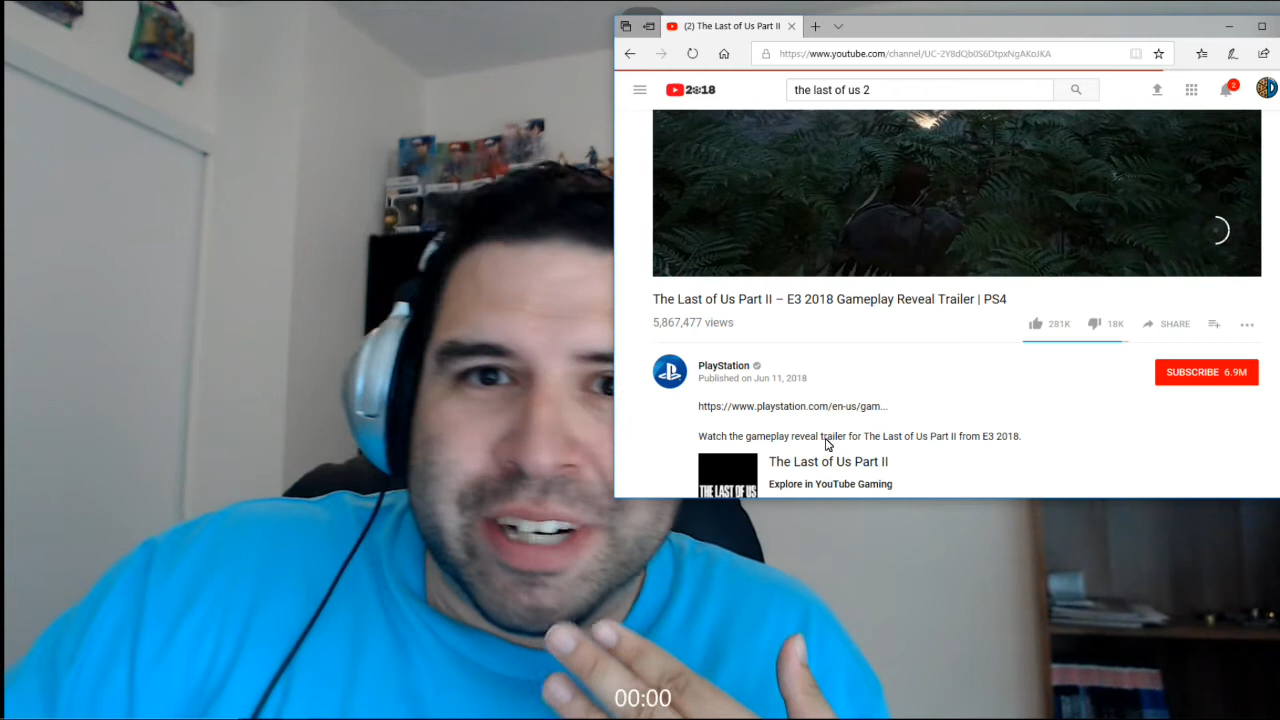 (2) The Last of Us Part II
https://www.youtube.com/channel/UC-2Y8dQb0S6DtpxNgAKoJKA
2018
the last of us 2
2
The Last of Us Part II – E3 2018 Gameplay Reveal Trailer | PS4
5,867,477 views
281K
18K
SHARE
PlayStation
Published on Jun 11, 2018
SUBSCRIBE 6.9M
https://www.playstation.com/en-us/gam...
Watch the gameplay reveal trailer for The Last of Us Part II from E3 2018.
The Last of Us Part II
THE LAST OF US
Explore in YouTube Gaming
00:00